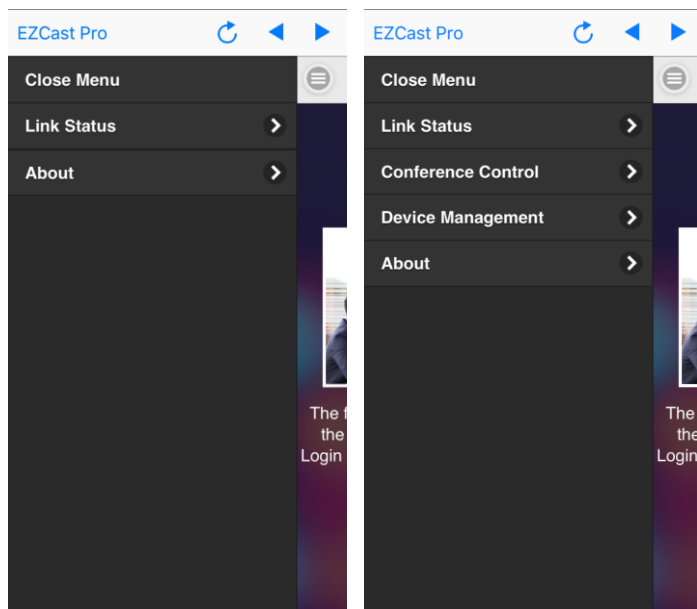 EZCast Pro
Close Menu
Link Status
About
The
the
Login
EZCast Pro
Close Menu
Link Status
Conference Control
Device Management
About
The
the
Login